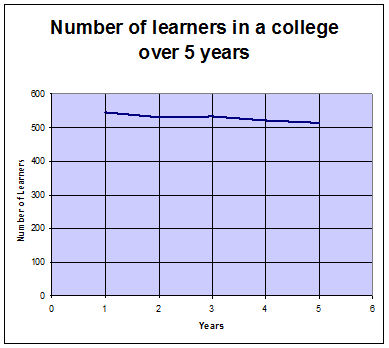 Number of learners in a college
over 5 years
600
500
400
300
200
100
0
Number of Learners
0 1 2 3 4 5 6
Years